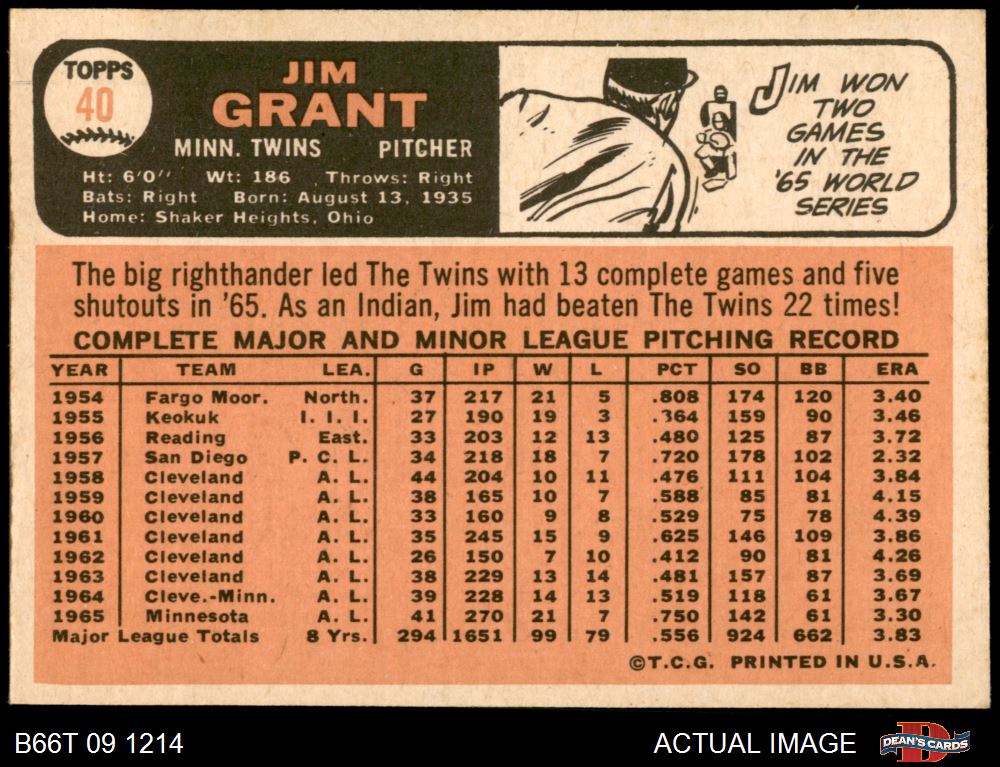 TOPPS
40
JIM
GRANT
MINN. TWINS PITCHER
Ht: 6'0" Wt: 186 Throws: Right
Bats: Right Born: August 13, 1935
Home: Shaker Heights, Ohio
JIM WON
TWO
GAMES
IN THE
'65 WORLD
SERIES
The big righthander led The Twins with 13 complete games and five
shutouts in '65. As an Indian, Jim had beaten The Twins 22 times!
COMPLETE MAJOR AND MINOR LEAGUE PITCHING RECORD
YEAR TEAM LEA. G IP W L PCT SO BB ERA
1954 Fargo Moor. North. 37 217 21 5 .808 174 120 3.40
1955 Keokuk I. I. I. 27 190 19 3 .364 159 90 3.46
1956 Reading East. 33 203 12 13 .480 125 87 3.72
1957 San Diego P. C. L. 34 218 18 7 .720 178 102 2.32
1958 Cleveland A. L. 44 204 10 11 .476 111 104 3.84
1959 Cleveland A. L. 38 165 10 7 .588 85 81 4.15
1960 Cleveland A. L. 33 160 9 8 .529 75 78 4.39
1961 Cleveland A. L. 35 245 15 9 .625 146 109 3.86
1962 Cleveland A. L. 26 150 7 10 .412 90 81 4.26
1963 Cleveland A. L. 38 229 13 14 .481 157 87 3.69
1964 Cleve.-Minn. A. L. 39 228 14 13 .519 118 61 3.67
1965 Minnesota A. L. 41 270 21 7 .750 142 61 3.30
Major League Totals 8 Yrs. 294 1651 99 79 .556 924 662 3.83
©T.C.G. PRINTED IN U.S.A.
B66T 09 1214
ACTUAL IMAGE
DEAN'S CARDS